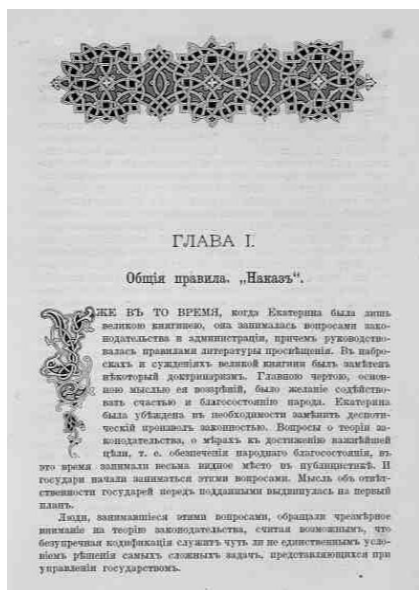 ГЛАВА I.
Общія правила. „Наказъ“.
УЖЕ ВЪ ТО ВРЕМЯ, когда Екатерина была лишь
великою княгинею, она занималась вопросами зако-
нодательства и администраціи, причемъ руководство-
валась правилами литературы просвѣщенія. Въ набро-
скахъ и сужденіяхъ великой княгини былъ замѣтенъ
нѣкоторый доктринаризмъ. Главною чертою, основ-
ною мыслью ея воззрѣній, было желаніе содѣйство-
вать счастью и благосостоянію народа. Екатерина
была убѣждена въ необходимости замѣнить деспоти-
ческій произволъ законностью. Вопросы о теоріи за-
конодательства, о мѣрахъ къ достиженію важнѣйшей
цѣли, т. е. обезпеченія народнаго благосостоянія, въ
это время занимали весьма видное мѣсто въ публицистикѣ. И
государи начали заниматься этими вопросами. Мысль объ отвѣт-
ственности государей передъ подданными выдвинулась на первый
планъ.
Люди, занимавшіеся этими вопросами, обращали чрезмѣрное
вниманіе на теорію законодательства, считая возможнымъ, что
безупречная кодификація служитъ чуть ли не единственнымъ усло-
віемъ рѣшенія самыхъ сложныхъ задачъ, представляющихся при
управленіи государствомъ.